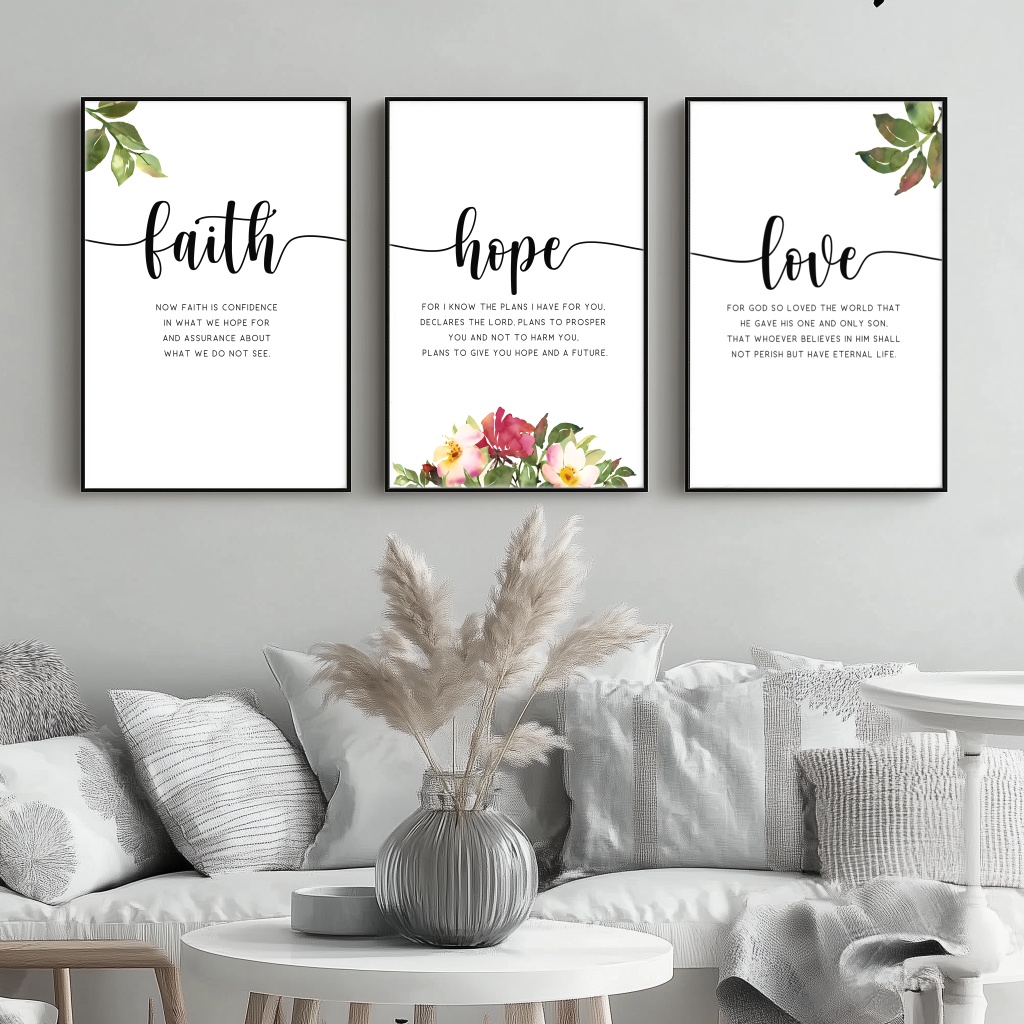 faith
NOW FAITH IS CONFIDENCE
IN WHAT WE HOPE FOR
AND ASSURANCE ABOUT
WHAT WE DO NOT SEE.
hope
FOR I KNOW THE PLANS I HAVE FOR YOU,
DECLARES THE LORD, PLANS TO PROSPER
YOU AND NOT TO HARM YOU,
PLANS TO GIVE YOU HOPE AND A FUTURE.
love
FOR GOD SO LOVED THE WORLD THAT
HE GAVE HIS ONE AND ONLY SON,
THAT WHOEVER BELIEVES IN HIM SHALL
NOT PERISH BUT HAVE ETERNAL LIFE.